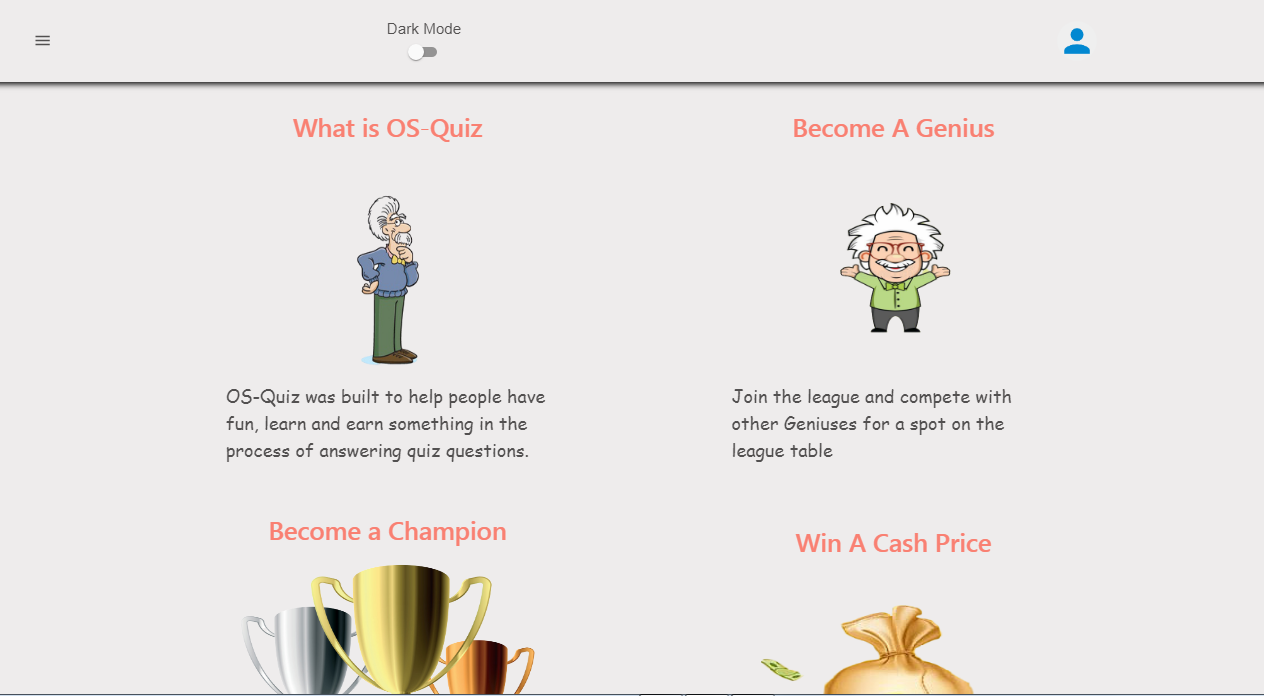 Dark Mode
What is OS-Quiz
Become A Genius
OS-Quiz was built to help people have
fun, learn and earn something in the
process of answering quiz questions.
Join the league and compete with
other Geniuses for a spot on the
league table
Become a Champion
Win A Cash Price